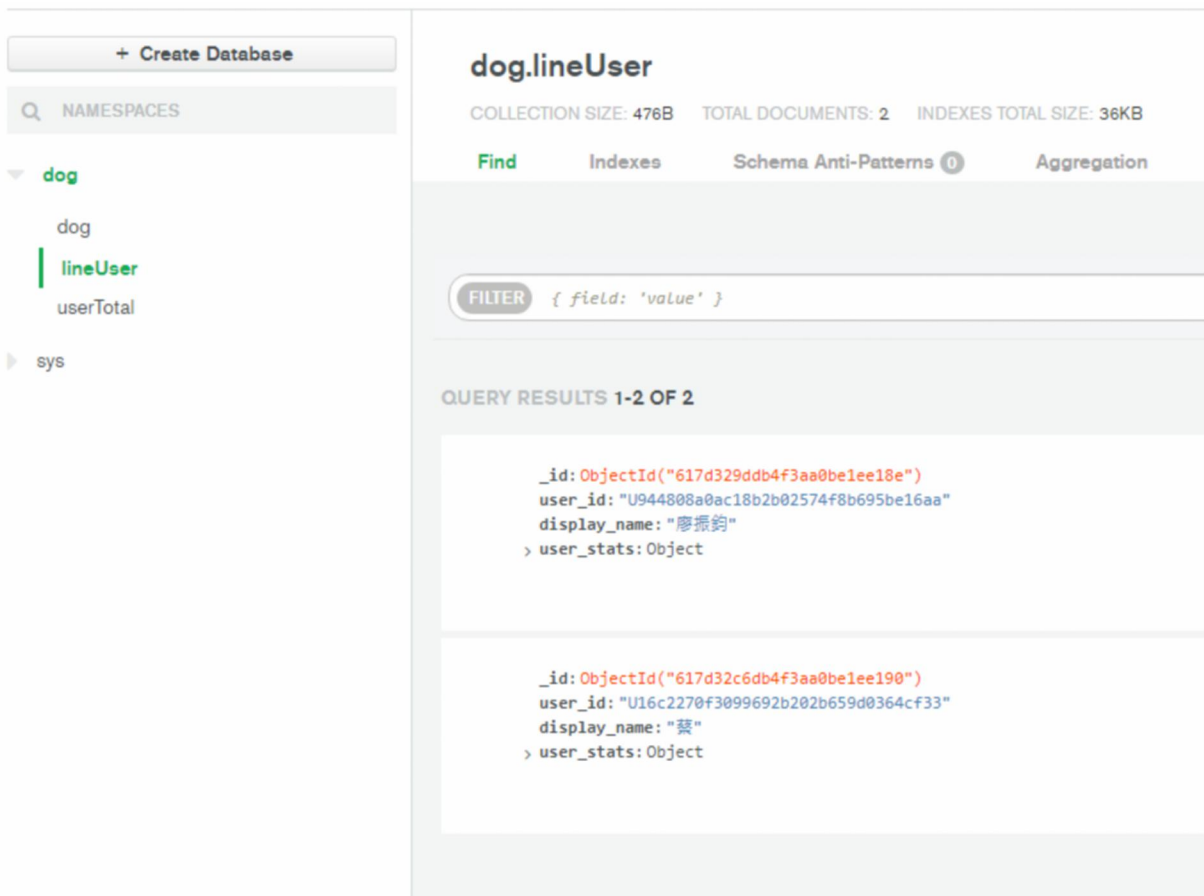 + Create Database
NAMESPACES
dog
dog
lineUser
userTotal
sys
dog.lineUser
COLLECTION SIZE: 476B TOTAL DOCUMENTS: 2 INDEXES TOTAL SIZE: 36KB
Find Indexes Schema Anti-Patterns 0 Aggregation
FILTER { field: 'value' }
QUERY RESULTS 1-2 OF 2
_id: ObjectId("617d329ddb4f3aa0be1ee18e")
user_id: "U944808a0ac18b2b02574f8b695be16aa"
display_name: "廖振鈞"
> user_stats: Object
_id: ObjectId("617d32c6db4f3aa0be1ee190")
user_id: "U16c2270f3099692b202b659d0364cf33"
display_name: "蔡"
> user_stats: Object